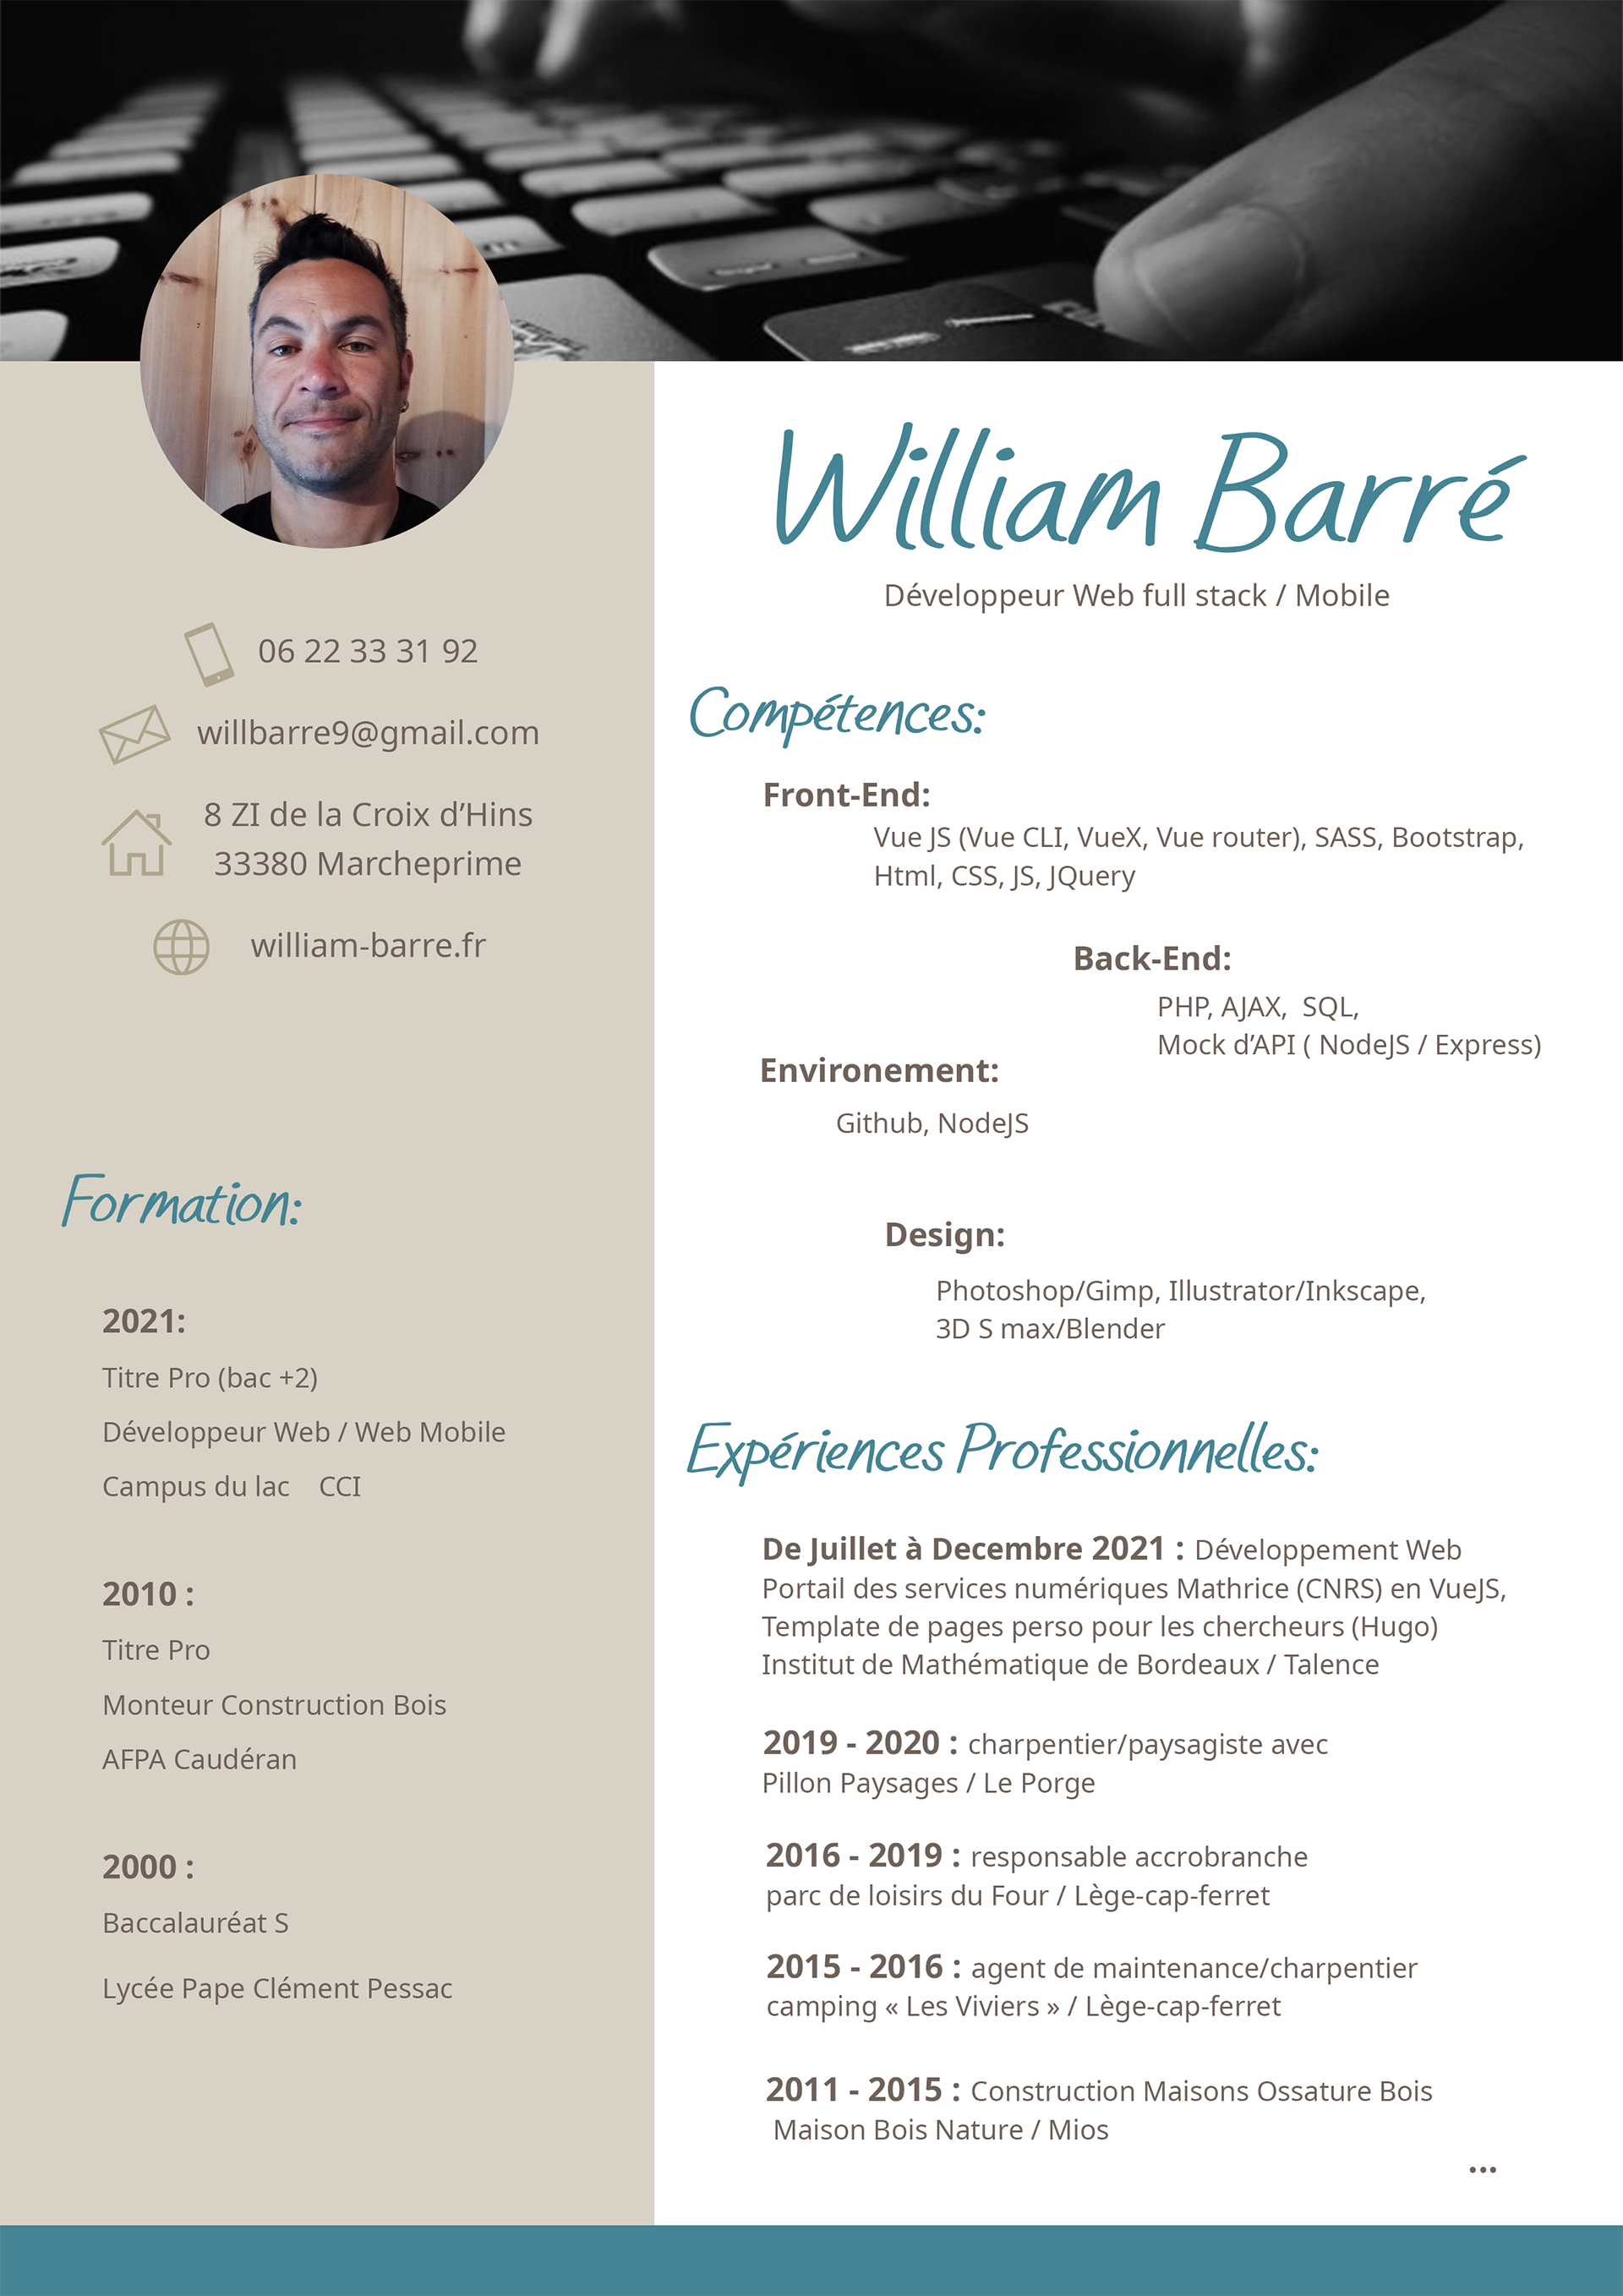 William Barré
Développeur Web full stack / Mobile
06 22 33 31 92
willbarre9@gmail.com
8 ZI de la Croix d’Hins
33380 Marcheprime
william-barre.fr
Formation:
2021:
Titre Pro (bac +2)
Développeur Web / Web Mobile
Campus du lac    CCI
2010 :
Titre Pro
Monteur Construction Bois
AFPA Caudéran
2000 :
Baccalauréat S
Lycée Pape Clément Pessac
Compétences:
Front-End:
Vue JS (Vue CLI, VueX, Vue router), SASS, Bootstrap,
Html, CSS, JS, JQuery
Back-End:
PHP, AJAX,  SQL,
Mock d’API ( NodeJS / Express)
Environement:
Github, NodeJS
Design:
Photoshop/Gimp, Illustrator/Inkscape,
3D S max/Blender
Expériences Professionnelles:
De Juillet à Decembre 2021 : Développement Web
Portail des services numériques Mathrice (CNRS) en VueJS,
Template de pages perso pour les chercheurs (Hugo)
Institut de Mathématique de Bordeaux / Talence
2019 - 2020 : charpentier/paysagiste avec
Pillon Paysages / Le Porge
2016 - 2019 : responsable accrobranche
parc de loisirs du Four / Lège-cap-ferret
2015 - 2016 : agent de maintenance/charpentier
camping « Les Viviers » / Lège-cap-ferret
2011 - 2015 : Construction Maisons Ossature Bois
Maison Bois Nature / Mios
...